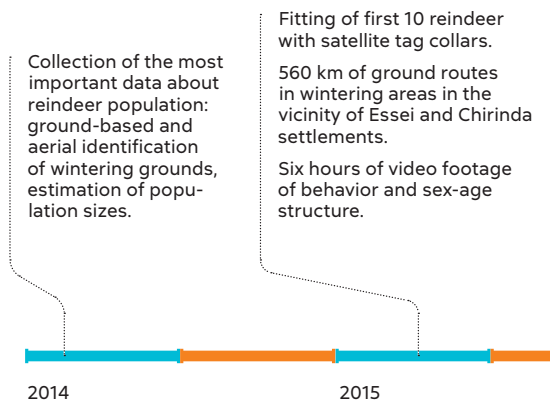 Collection of the most
important data about
reindeer population:
ground-based and
aerial identification
of wintering grounds,
estimation of popu-
lation sizes.
Fitting of first 10 reindeer
with satellite tag collars.
560 km of ground routes
in wintering areas in the
vicinity of Essei and Chirinda
settlements.
Six hours of video footage
of behavior and sex-age
structure.
2014
2015